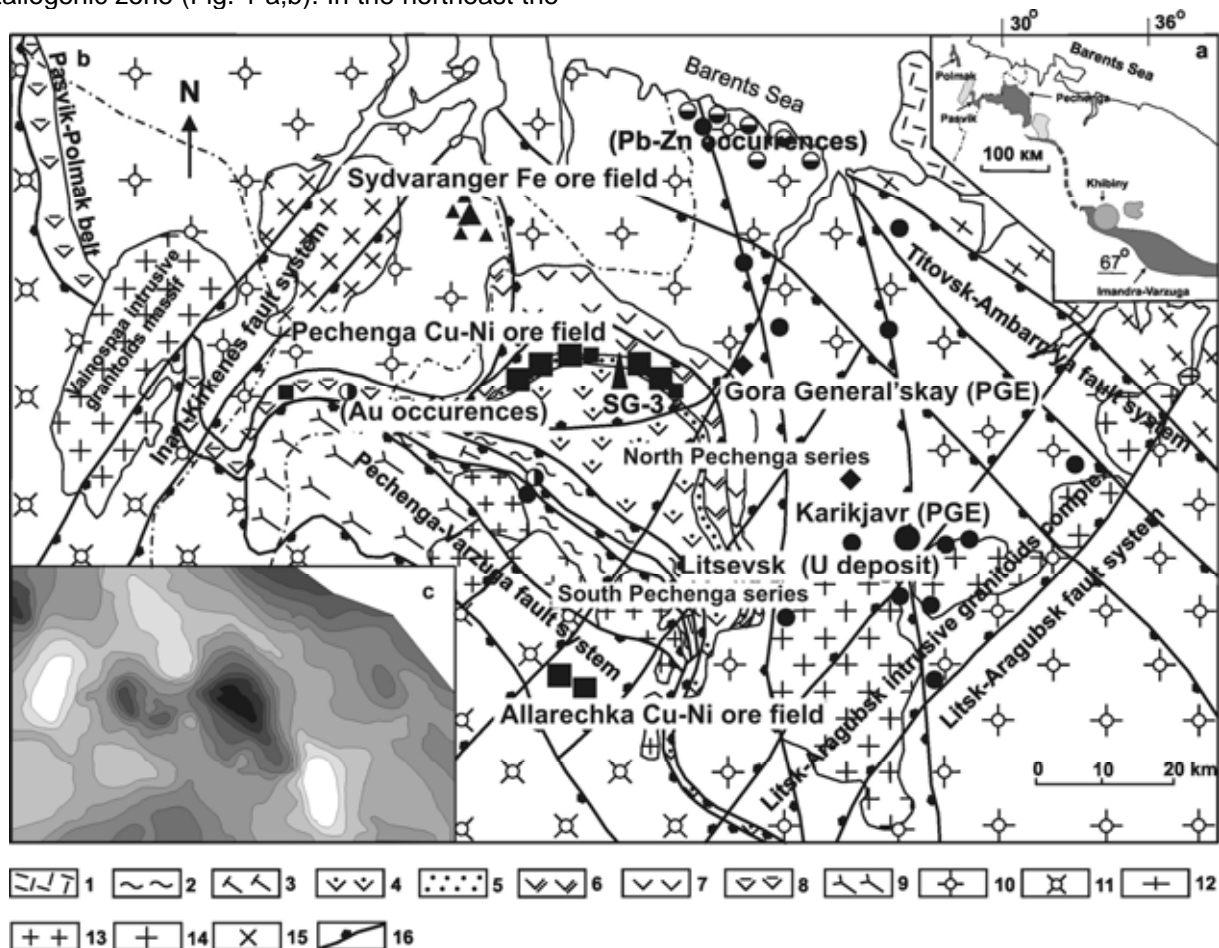 allogenic zone (Fig. 1 a,b). In the northeast the
30° 36°
b
Pasvik-Polmak belt
N
Barents Sea
a
Barents Sea
Polmak
Pechenga
Pasvik
100 км
Khibiny
67°
Imandra-Varzuga
(Pb-Zn occurrences)
Sydvaranger Fe ore field
Titovsk-Ambarn'ya fault system
Vainospaa intrusive
granitoids massif
Inari-Kirkenes fault system
Pechenga Cu-Ni ore field
SG-3
Gora General'skay (PGE)
(Au occurences)
North Pechenga series
Pechenga-Varzuga fault system
Karikjavr (PGE)
Litsevsk (U deposit)
South Pechenga series
Litsk-Aragubsk intrusive granitoids complex
Litsk-Aragubsk fault system
c
Allarechka Cu-Ni ore field
0 10 20 km
1 2 3 4 5 6 7 8 9 10 11 12
13 14 15 16